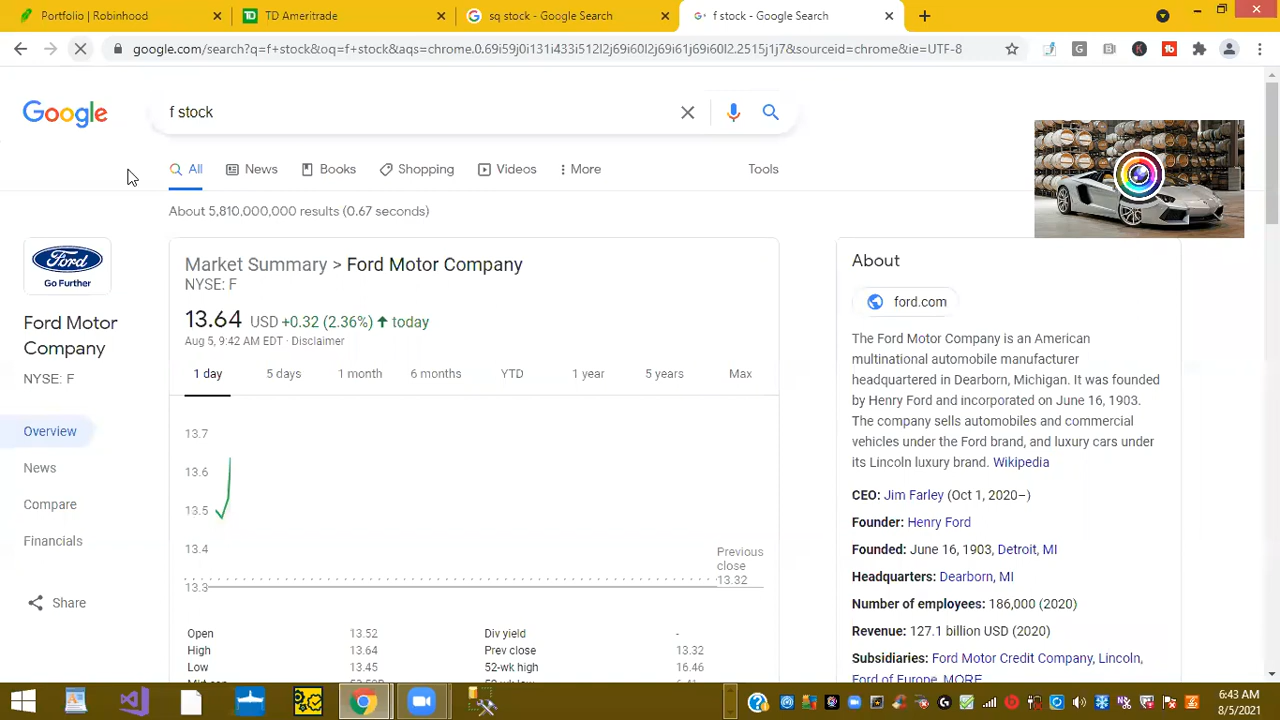 Portfolio | Robinhood
TD Ameritrade
sq stock - Google Search
f stock - Google Search
google.com/search?q=f+stock&oq=f+stock&aqs=chrome.0.69i59j0i131i433i512l2j69i60l2j69i61j69i60l2.2515j1j7&sourceid=chrome&ie=UTF-8
Google
f stock
All
News
Books
Shopping
Videos
More
Tools
About 5,810,000,000 results (0.67 seconds)
Ford
Go Further
Ford Motor
Company
NYSE: F
Overview
News
Compare
Financials
Share
Market Summary > Ford Motor Company
NYSE: F
13.64 USD +0.32 (2.36%) today
Aug 5, 9:42 AM EDT · Disclaimer
1 day
5 days
1 month
6 months
YTD
1 year
5 years
Max
13.7
13.6
13.5
13.4
13.3
Previous
close
13.32
Open 13.52
High 13.64
Low 13.45
Div yield -
Prev close 13.32
52-wk high 16.46
About
ford.com
The Ford Motor Company is an American
multinational automobile manufacturer
headquartered in Dearborn, Michigan. It was founded
by Henry Ford and incorporated on June 16, 1903.
The company sells automobiles and commercial
vehicles under the Ford brand, and luxury cars under
its Lincoln luxury brand. Wikipedia
CEO: Jim Farley (Oct 1, 2020–)
Founder: Henry Ford
Founded: June 16, 1903, Detroit, MI
Headquarters: Dearborn, MI
Number of employees: 186,000 (2020)
Revenue: 127.1 billion USD (2020)
Subsidiaries: Ford Motor Credit Company, Lincoln,
Ford of Europe, MORE
6:43 AM
8/5/2021